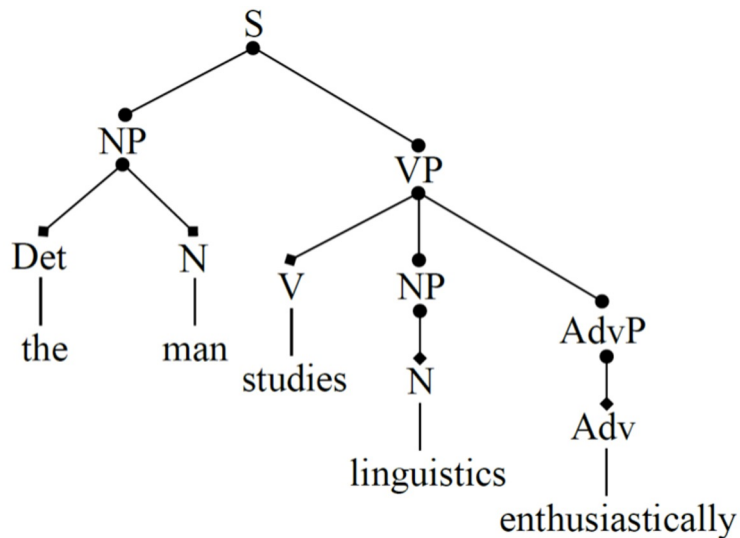 S
NP
VP
Det N
V NP
AdvP
the man
studies N
Adv
linguistics
enthusiastically